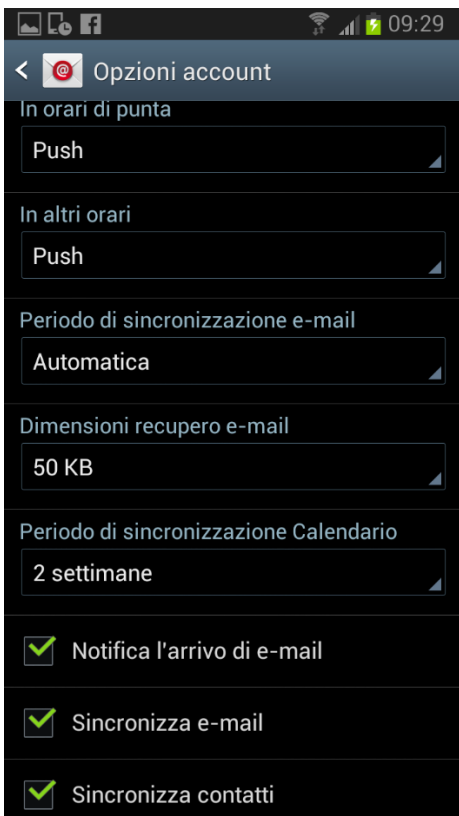 09:29
Opzioni account
In orari di punta
Push
In altri orari
Push
Periodo di sincronizzazione e-mail
Automatica
Dimensioni recupero e-mail
50 KB
Periodo di sincronizzazione Calendario
2 settimane
Notifica l'arrivo di e-mail
Sincronizza e-mail
Sincronizza contatti